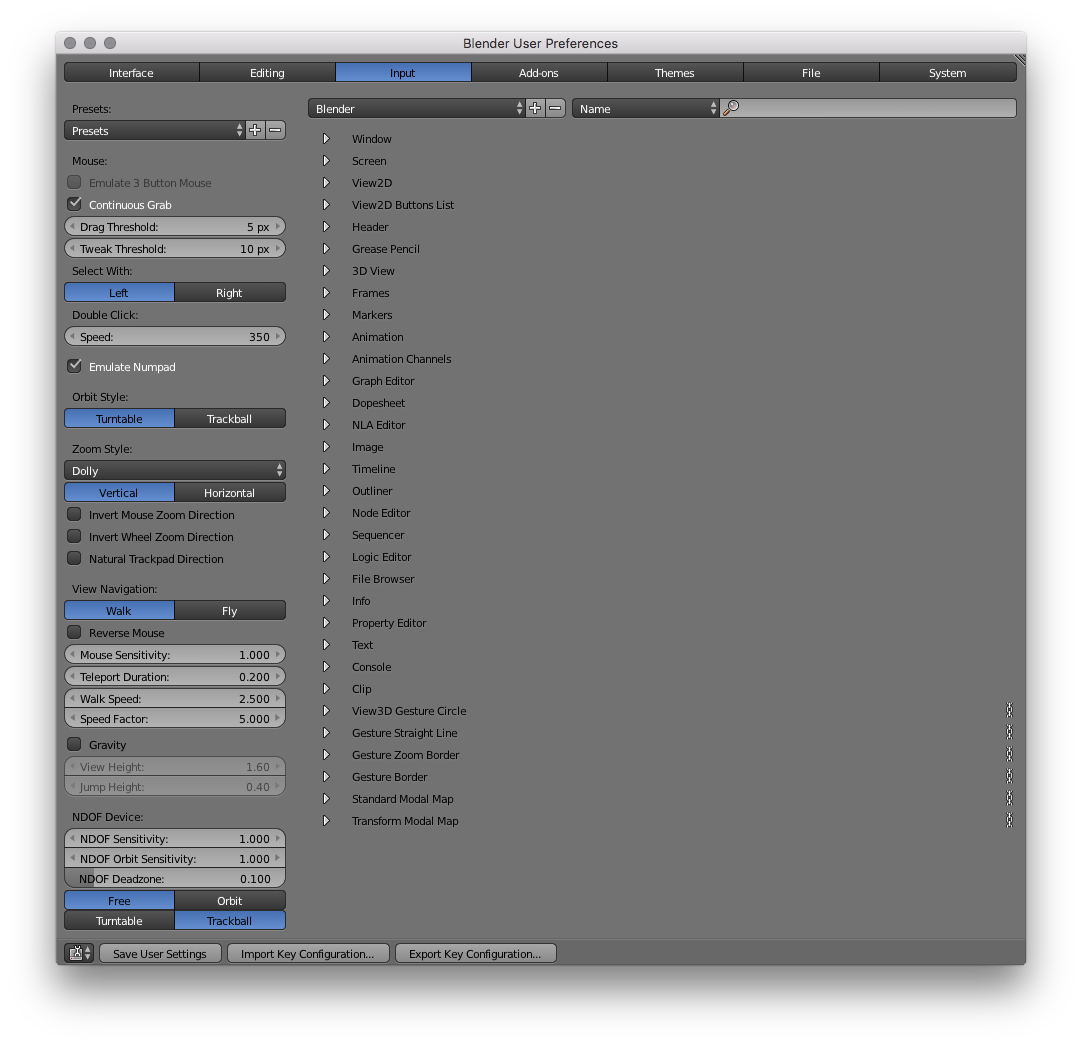 Blender User Preferences
Interface Editing Input Add-ons Themes File System
Presets:
Presets
Mouse:
Emulate 3 Button Mouse
Continuous Grab
Drag Threshold: 5 px
Tweak Threshold: 10 px
Select With:
Left Right
Double Click:
Speed: 350
Emulate Numpad
Orbit Style:
Turntable Trackball
Zoom Style:
Dolly
Vertical Horizontal
Invert Mouse Zoom Direction
Invert Wheel Zoom Direction
Natural Trackpad Direction
View Navigation:
Walk Fly
Reverse Mouse
Mouse Sensitivity: 1.000
Teleport Duration: 0.200
Walk Speed: 2.500
Speed Factor: 5.000
Gravity
View Height: 1.60
Jump Height: 0.40
NDOF Device:
NDOF Sensitivity: 1.000
NDOF Orbit Sensitivity: 1.000
NDOF Deadzone: 0.100
Free Orbit
Turntable Trackball
Blender Name
Window
Screen
View2D
View2D Buttons List
Header
Grease Pencil
3D View
Frames
Markers
Animation
Animation Channels
Graph Editor
Dopesheet
NLA Editor
Image
Timeline
Outliner
Node Editor
Sequencer
Logic Editor
File Browser
Info
Property Editor
Text
Console
Clip
View3D Gesture Circle
Gesture Straight Line
Gesture Zoom Border
Gesture Border
Standard Modal Map
Transform Modal Map
Save User Settings Import Key Configuration... Export Key Configuration...